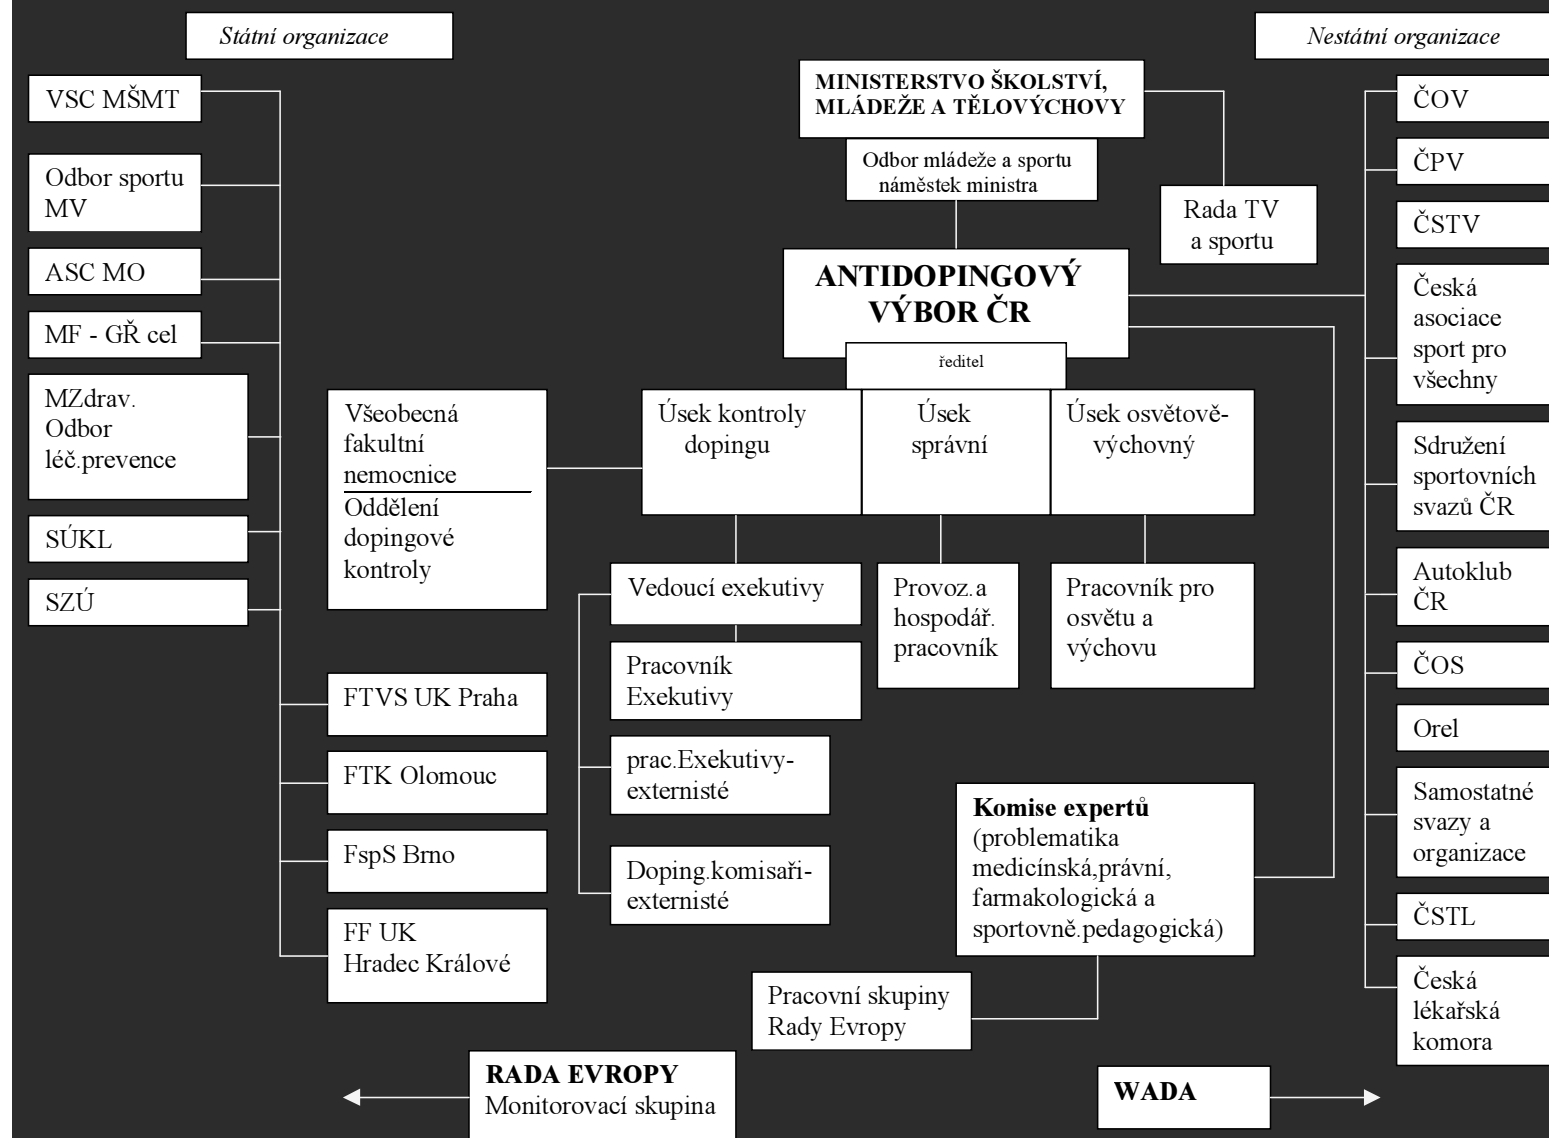 Státní organizace
Nestátní organizace
VSC MŠMT
Odbor sportu
MV
ASC MO
MF - GŘ cel
MZdrav.
Odbor
léč.prevence
SÚKL
SZÚ
MINISTERSTVO ŠKOLSTVÍ,
MLÁDEŽE A TĚLOVÝCHOVY
Odbor mládeže a sportu
náměstek ministra
Rada TV
a sportu
ANTIDOPINGOVÝ
VÝBOR ČR
ředitel
Všeobecná
fakultní
nemocnice
Oddělení
dopingové
kontroly
Úsek kontroly
dopingu
Úsek
správní
Úsek osvětově-
výchovný
Vedoucí exekutivy
Provoz.a
hospodář.
pracovník
Pracovník pro
osvětu a
výchovu
Pracovník
Exekutivy
prac.Exekutivy-
externisté
Doping.komisaři-
externisté
FTVS UK Praha
FTK Olomouc
FspS Brno
FF UK
Hradec Králové
Komise expertů
(problematika
medicínská,právní,
farmakologická a
sportovně.pedagogická)
Pracovní skupiny
Rady Evropy
ČOV
ČPV
ČSTV
Česká
asociace
sport pro
všechny
Sdružení
sportovních
svazů ČR
Autoklub
ČR
ČOS
Orel
Samostatné
svazy a
organizace
ČSTL
Česká
lékařská
komora
RADA EVROPY
Monitorovací skupina
WADA